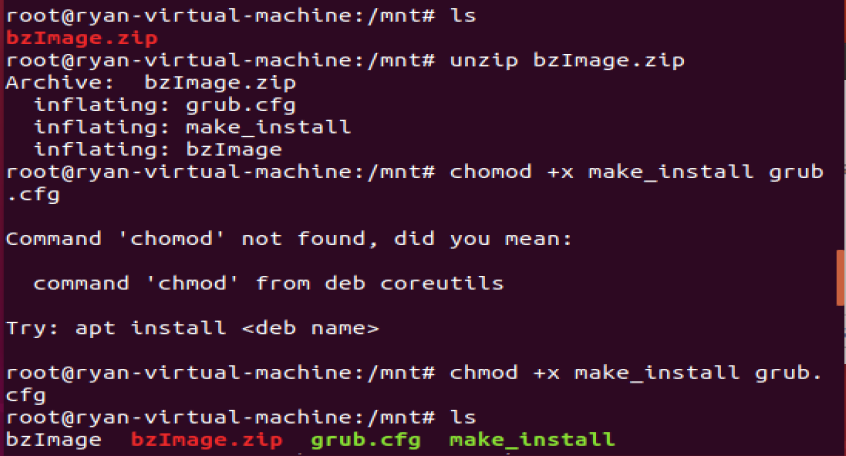 root@ryan-virtual-machine:/mnt# ls
bzImage.zip
root@ryan-virtual-machine:/mnt# unzip bzImage.zip
Archive:  bzImage.zip
  inflating: grub.cfg
  inflating: make_install
  inflating: bzImage
root@ryan-virtual-machine:/mnt# chomod +x make_install grub
.cfg
Command 'chomod' not found, did you mean:
  command 'chmod' from deb coreutils
Try: apt install <deb name>
root@ryan-virtual-machine:/mnt# chmod +x make_install grub.
cfg
root@ryan-virtual-machine:/mnt# ls
bzImage  bzImage.zip  grub.cfg  make_install